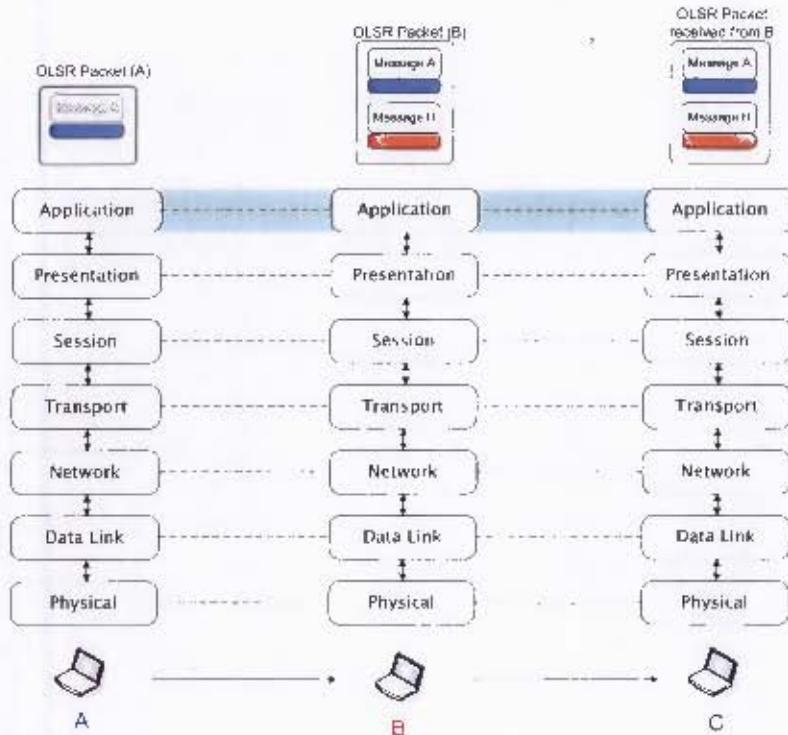 OLSR Packet (A)
OLSR Packet (B)
OLSR Packet
received from B
Message A
Message A
Message A
Message B
Message B
Application
Application
Application
Presentation
Presentation
Presentation
Session
Session
Session
Transport
Transport
Transport
Network
Network
Network
Data Link
Data Link
Data Link
Physical
Physical
Physical
A
B
C